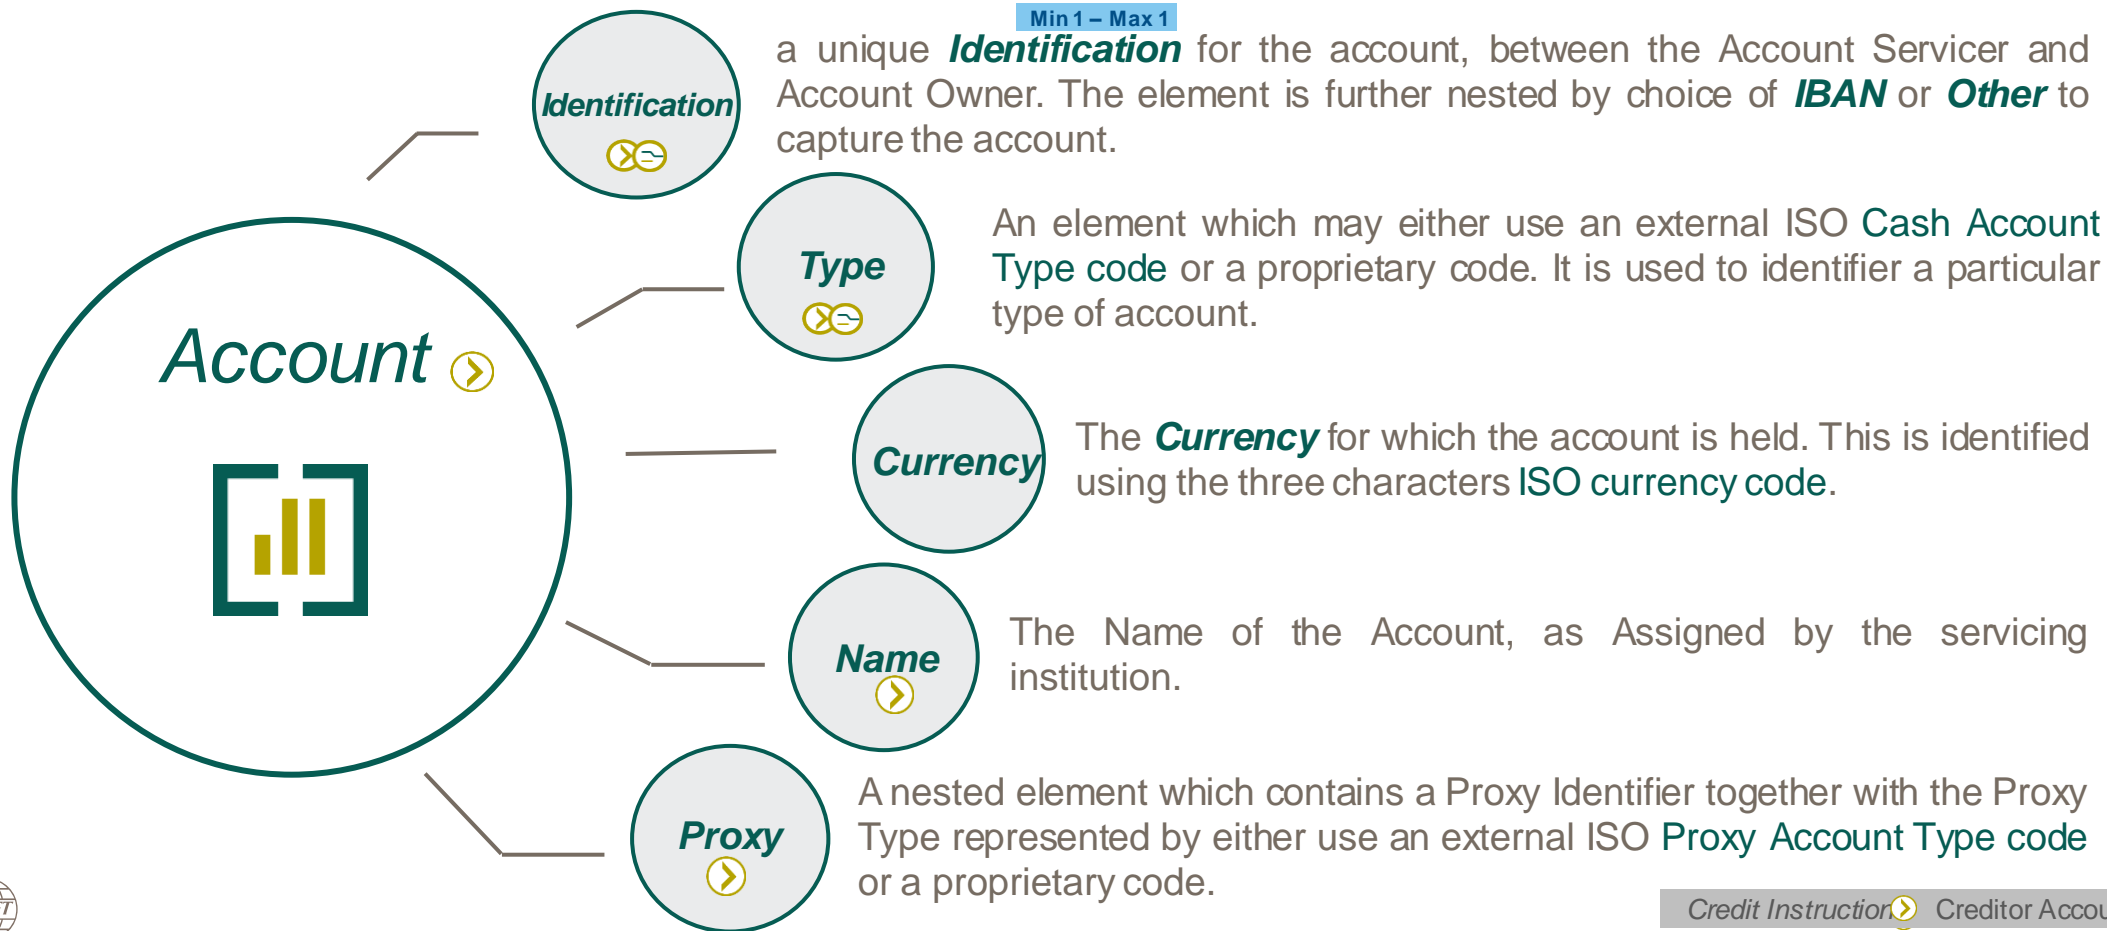 Min 1 – Max 1
a unique Identification for the account, between the Account Servicer and
Account Owner. The element is further nested by choice of IBAN or Other to
capture the account.
Identification
An element which may either use an external ISO Cash Account
Type code or a proprietary code. It is used to identifier a particular
type of account.
Type
Account
The Currency for which the account is held. This is identified
using the three characters ISO currency code.
Currency
The Name of the Account, as Assigned by the servicing
institution.
Name
A nested element which contains a Proxy Identifier together with the Proxy
Type represented by either use an external ISO Proxy Account Type code
or a proprietary code.
Proxy
Credit Instruction Creditor Accou